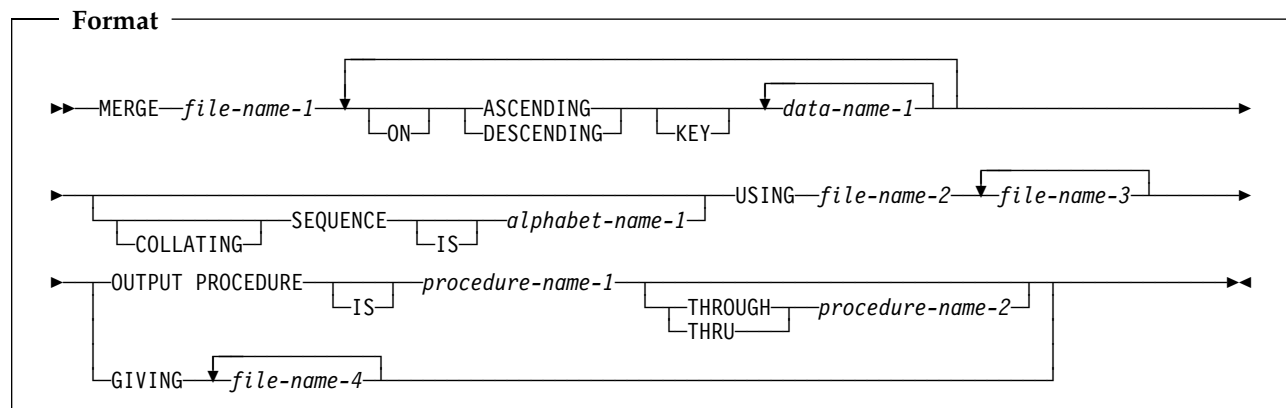 Format
MERGE file-name-1 ASCENDING data-name-1
ON DESCENDING KEY
USING file-name-2 file-name-3
SEQUENCE alphabet-name-1
COLLATING IS
OUTPUT PROCEDURE procedure-name-1
IS THROUGH procedure-name-2
THRU
GIVING file-name-4